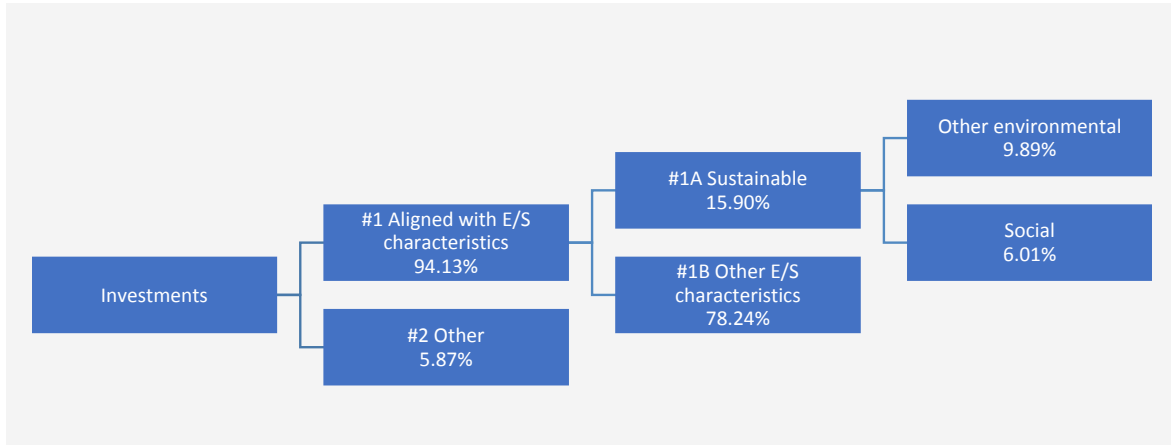 Investments
#1 Aligned with E/S
characteristics
94.13%
#2 Other
5.87%
#1A Sustainable
15.90%
#1B Other E/S
characteristics
78.24%
Other environmental
9.89%
Social
6.01%